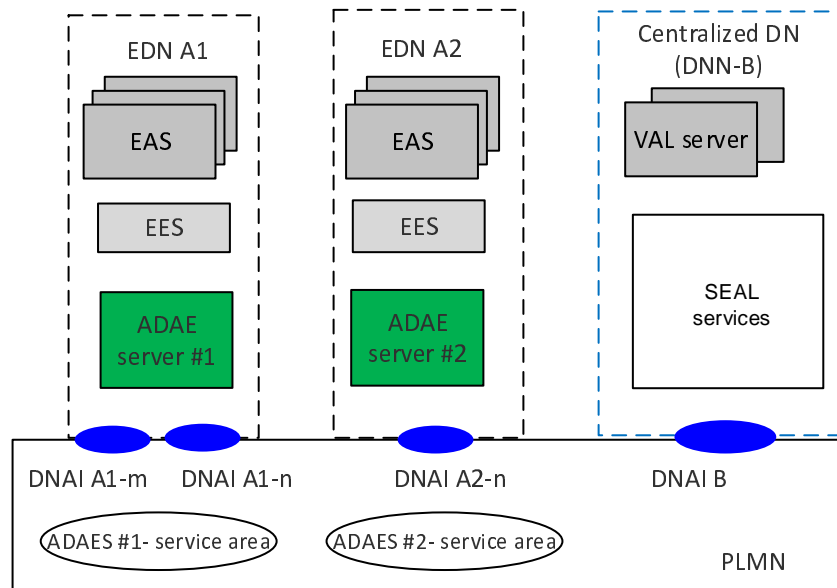 EDN A1
EAS
EES
ADAE
server #1
EDN A2
EAS
EES
ADAE
server #2
Centralized DN
(DNN-B)
VAL server
SEAL
services
DNAI A1-m
DNAI A1-n
DNAI A2-n
DNAI B
ADAES #1- service area
ADAES #2- service area
PLMN